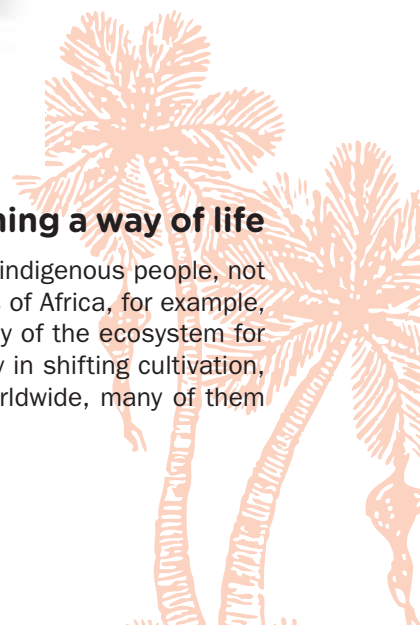 ning a way of life
indigenous people, not
of Africa, for example,
y of the ecosystem for
in shifting cultivation,
rldwide, many of them